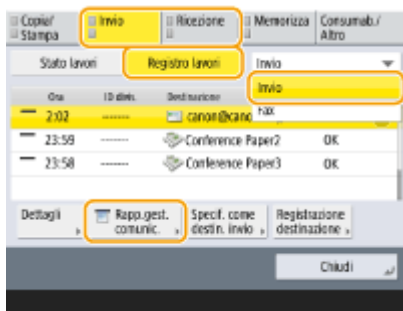 Copia/
Stampa
Invio
Ricezione
Memorizza
Consumab./
Altro
Stato lavori
Registro lavori
Invio
Invio
Fax
Ora
ID divis.
Destinazione
2:02
-------
canon@cano
23:59
-------
Conference Paper2
OK
23:58
-------
Conference Paper3
OK
Dettagli
Rapp.gest.
comunic.
Specif. come
destin. invio
Registrazione
destinazione
Chiudi